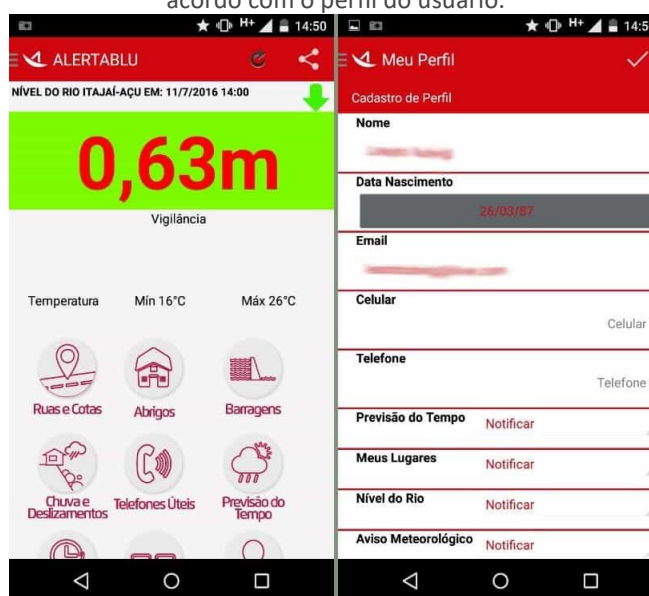 acordo com o perfil do usuário.
H+ 14:50
ALERTABLU
NÍVEL DO RIO ITAJAÍ-AÇU EM: 11/7/2016 14:00
0,63m
Vigilância
Temperatura Mín 16°C Máx 26°C
Ruas e Cotas Abrigos Barragens
Chuva e Deslizamentos
Telefones Úteis
Previsão do Tempo
H+ 14:5
Meu Perfil
Cadastro de Perfil
Nome
Data Nascimento
26/03/87
Email
Celular
Celular
Telefone
Telefone
Previsão do Tempo Notificar
Meus Lugares Notificar
Nível do Rio Notificar
Aviso Meteorológico Notificar